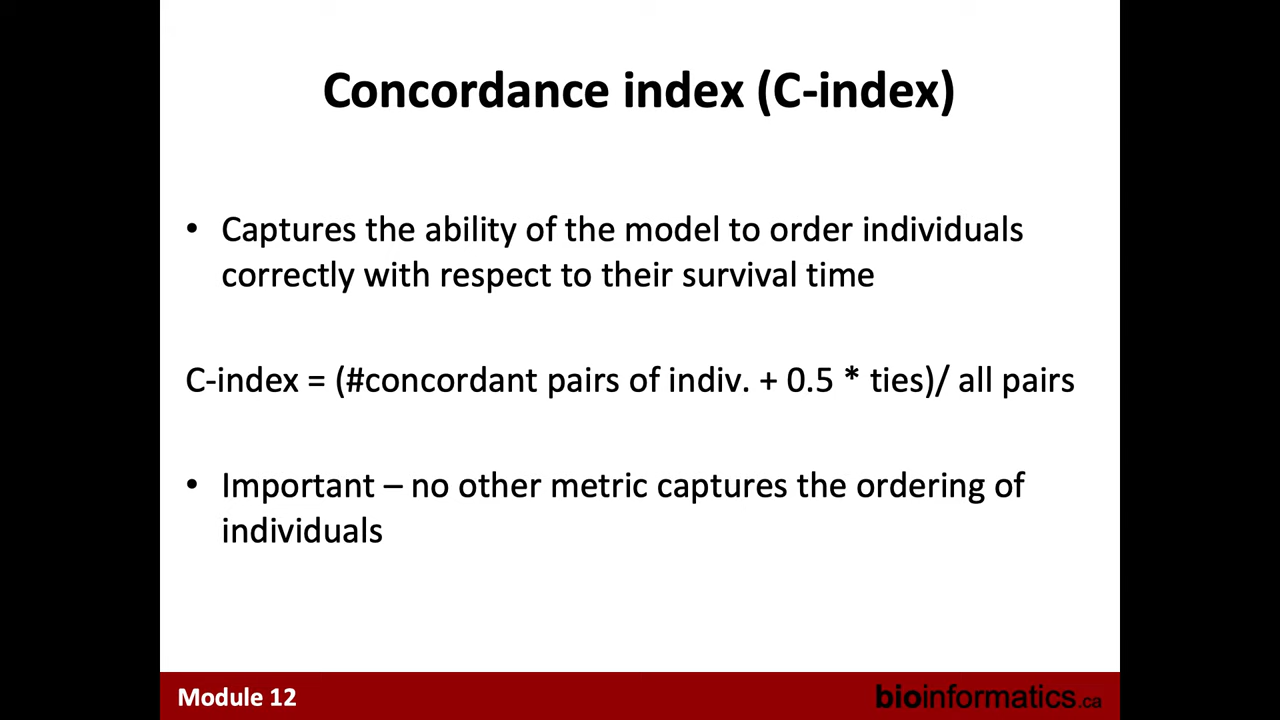 Concordance index (C-index)
• Captures the ability of the model to order individuals
correctly with respect to their survival time
C-index = (#concordant pairs of indiv. + 0.5 * ties)/ all pairs
• Important – no other metric captures the ordering of
individuals
Module 12
bioinformatics.ca